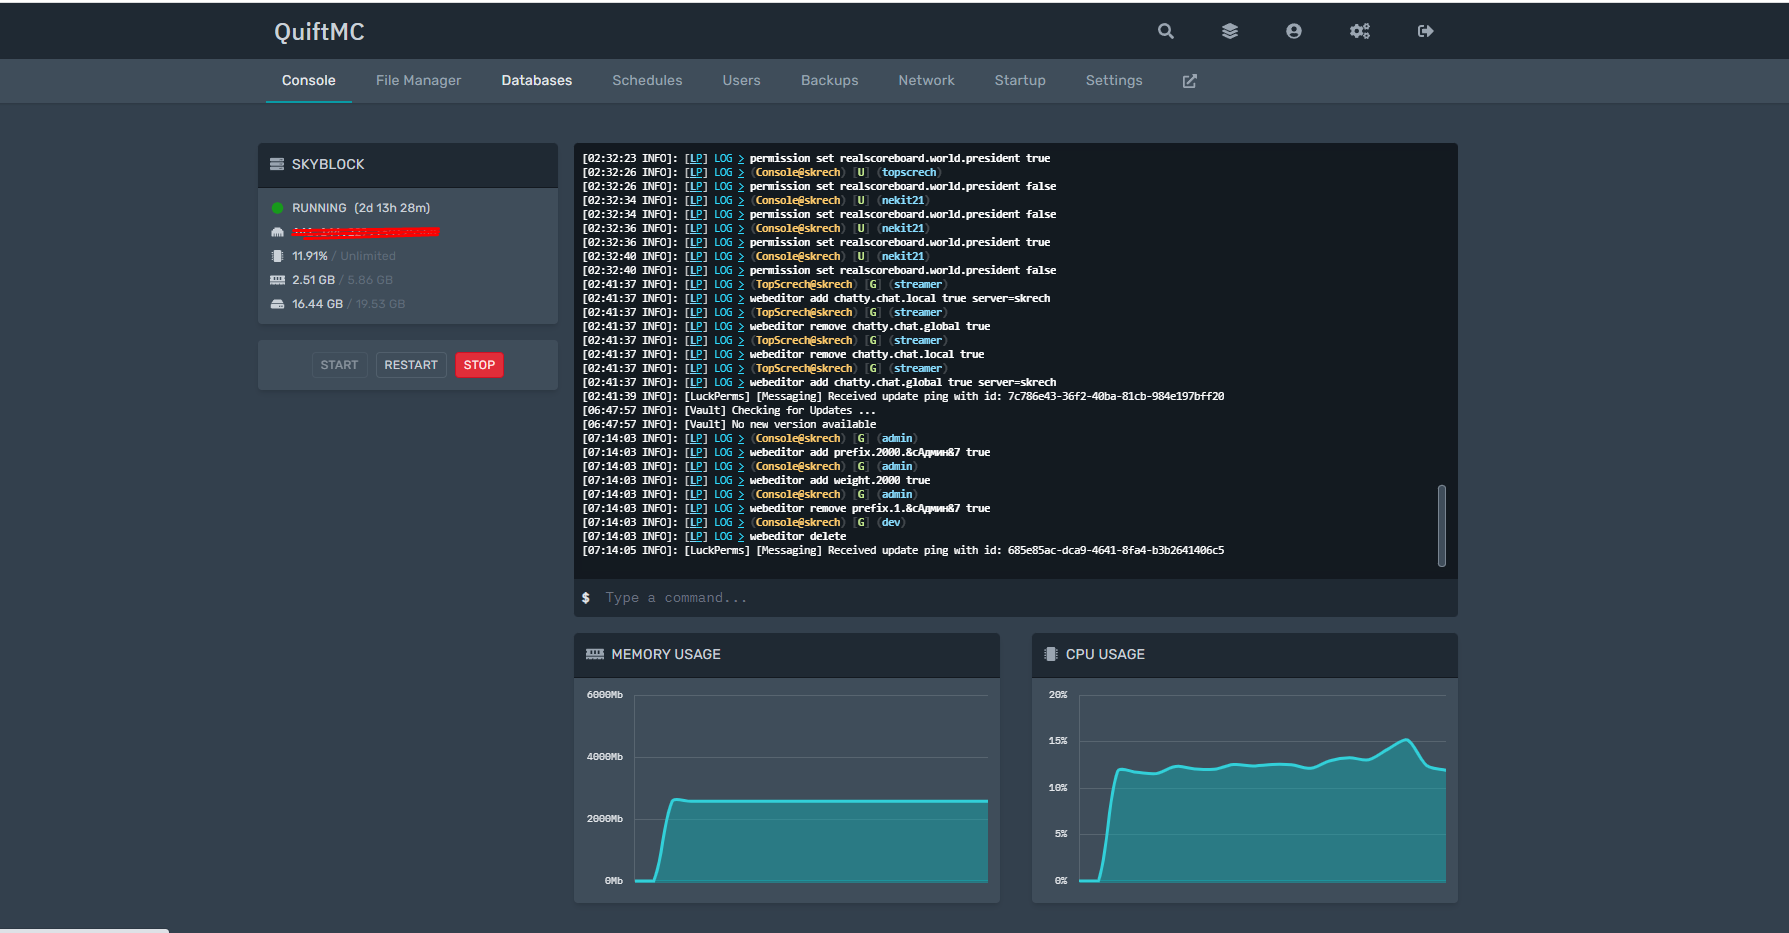 QuiftMC
Console File Manager Databases Schedules Users Backups Network Startup Settings
SKYBLOCK
RUNNING (2d 13h 28m)
11.91% / Unlimited
2.51 GB / 5.86 GB
16.44 GB / 19.53 GB
START RESTART STOP
[02:32:23 INFO]: [LP] LOG > permission set realscoreboard.world.president true
[02:32:26 INFO]: [LP] LOG > (Console@skrech) [U] (topscrech)
[02:32:26 INFO]: [LP] LOG > permission set realscoreboard.world.president false
[02:32:34 INFO]: [LP] LOG > (Console@skrech) [U] (nekit21)
[02:32:34 INFO]: [LP] LOG > permission set realscoreboard.world.president false
[02:32:36 INFO]: [LP] LOG > (Console@skrech) [U] (nekit21)
[02:32:36 INFO]: [LP] LOG > permission set realscoreboard.world.president true
[02:32:40 INFO]: [LP] LOG > (Console@skrech) [U] (nekit21)
[02:32:40 INFO]: [LP] LOG > permission set realscoreboard.world.president false
[02:41:37 INFO]: [LP] LOG > (TopScrech@skrech) [G] (streamer)
[02:41:37 INFO]: [LP] LOG > webeditor add chatty.chat.local true server=skrech
[02:41:37 INFO]: [LP] LOG > (TopScrech@skrech) [G] (streamer)
[02:41:37 INFO]: [LP] LOG > webeditor remove chatty.chat.global true
[02:41:37 INFO]: [LP] LOG > (TopScrech@skrech) [G] (streamer)
[02:41:37 INFO]: [LP] LOG > webeditor remove chatty.chat.local true
[02:41:37 INFO]: [LP] LOG > (TopScrech@skrech) [G] (streamer)
[02:41:37 INFO]: [LP] LOG > webeditor add chatty.chat.global true server=skrech
[02:41:39 INFO]: [LuckPerms] [Messaging] Received update ping with id: 7c786e43-36f2-40ba-81cb-984e197bff20
[06:47:57 INFO]: [Vault] Checking for Updates ...
[06:47:57 INFO]: [Vault] No new version available
[07:14:03 INFO]: [LP] LOG > (Console@skrech) [G] (admin)
[07:14:03 INFO]: [LP] LOG > webeditor add prefix.2000.&cАдмин&7 true
[07:14:03 INFO]: [LP] LOG > (Console@skrech) [G] (admin)
[07:14:03 INFO]: [LP] LOG > webeditor add weight.2000 true
[07:14:03 INFO]: [LP] LOG > (Console@skrech) [G] (admin)
[07:14:03 INFO]: [LP] LOG > webeditor remove prefix.1.&cАдмин&7 true
[07:14:03 INFO]: [LP] LOG > (Console@skrech) [G] (dev)
[07:14:03 INFO]: [LP] LOG > webeditor delete
[07:14:05 INFO]: [LuckPerms] [Messaging] Received update ping with id: 685e85ac-dca9-4641-8fa4-b3b2641406c5
$ Type a command...
MEMORY USAGE
6000Mb
4000Mb
2000Mb
0Mb
CPU USAGE
20%
15%
10%
5%
0%